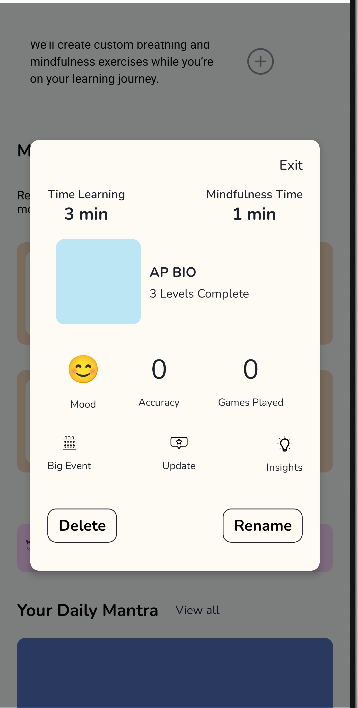 We'll create custom breathing and
mindfulness exercises while you're
on your learning journey.
Exit
Time Learning
3 min
Mindfulness Time
1 min
AP BIO
3 Levels Complete
0
0
Mood
Accuracy
Games Played
Big Event
Update
Insights
Delete
Rename
Your Daily Mantra
View all